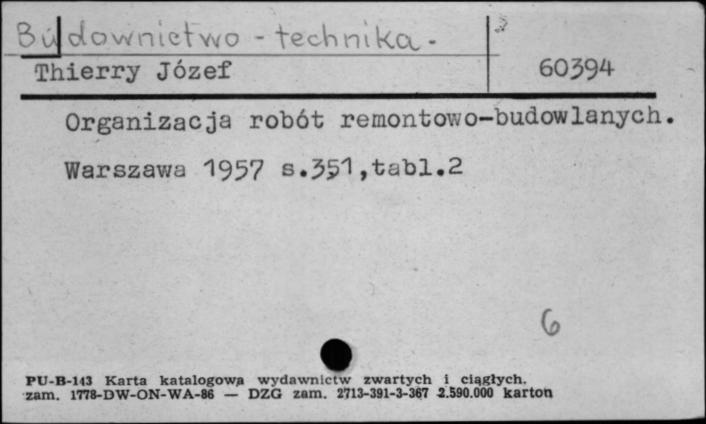 Budownictwo - technika -
Thierry Józef 60394
Organizacja robót remontowo-budowlanych.
Warszawa 1957 s.351,tabl.2
6
PU-B-143 Karta katalogowa wydawnictw zwartych i ciągłych.
zam. 1778-DW-ON-WA-86 — DZG zam. 2713-391-3-367 2.590.000 karton